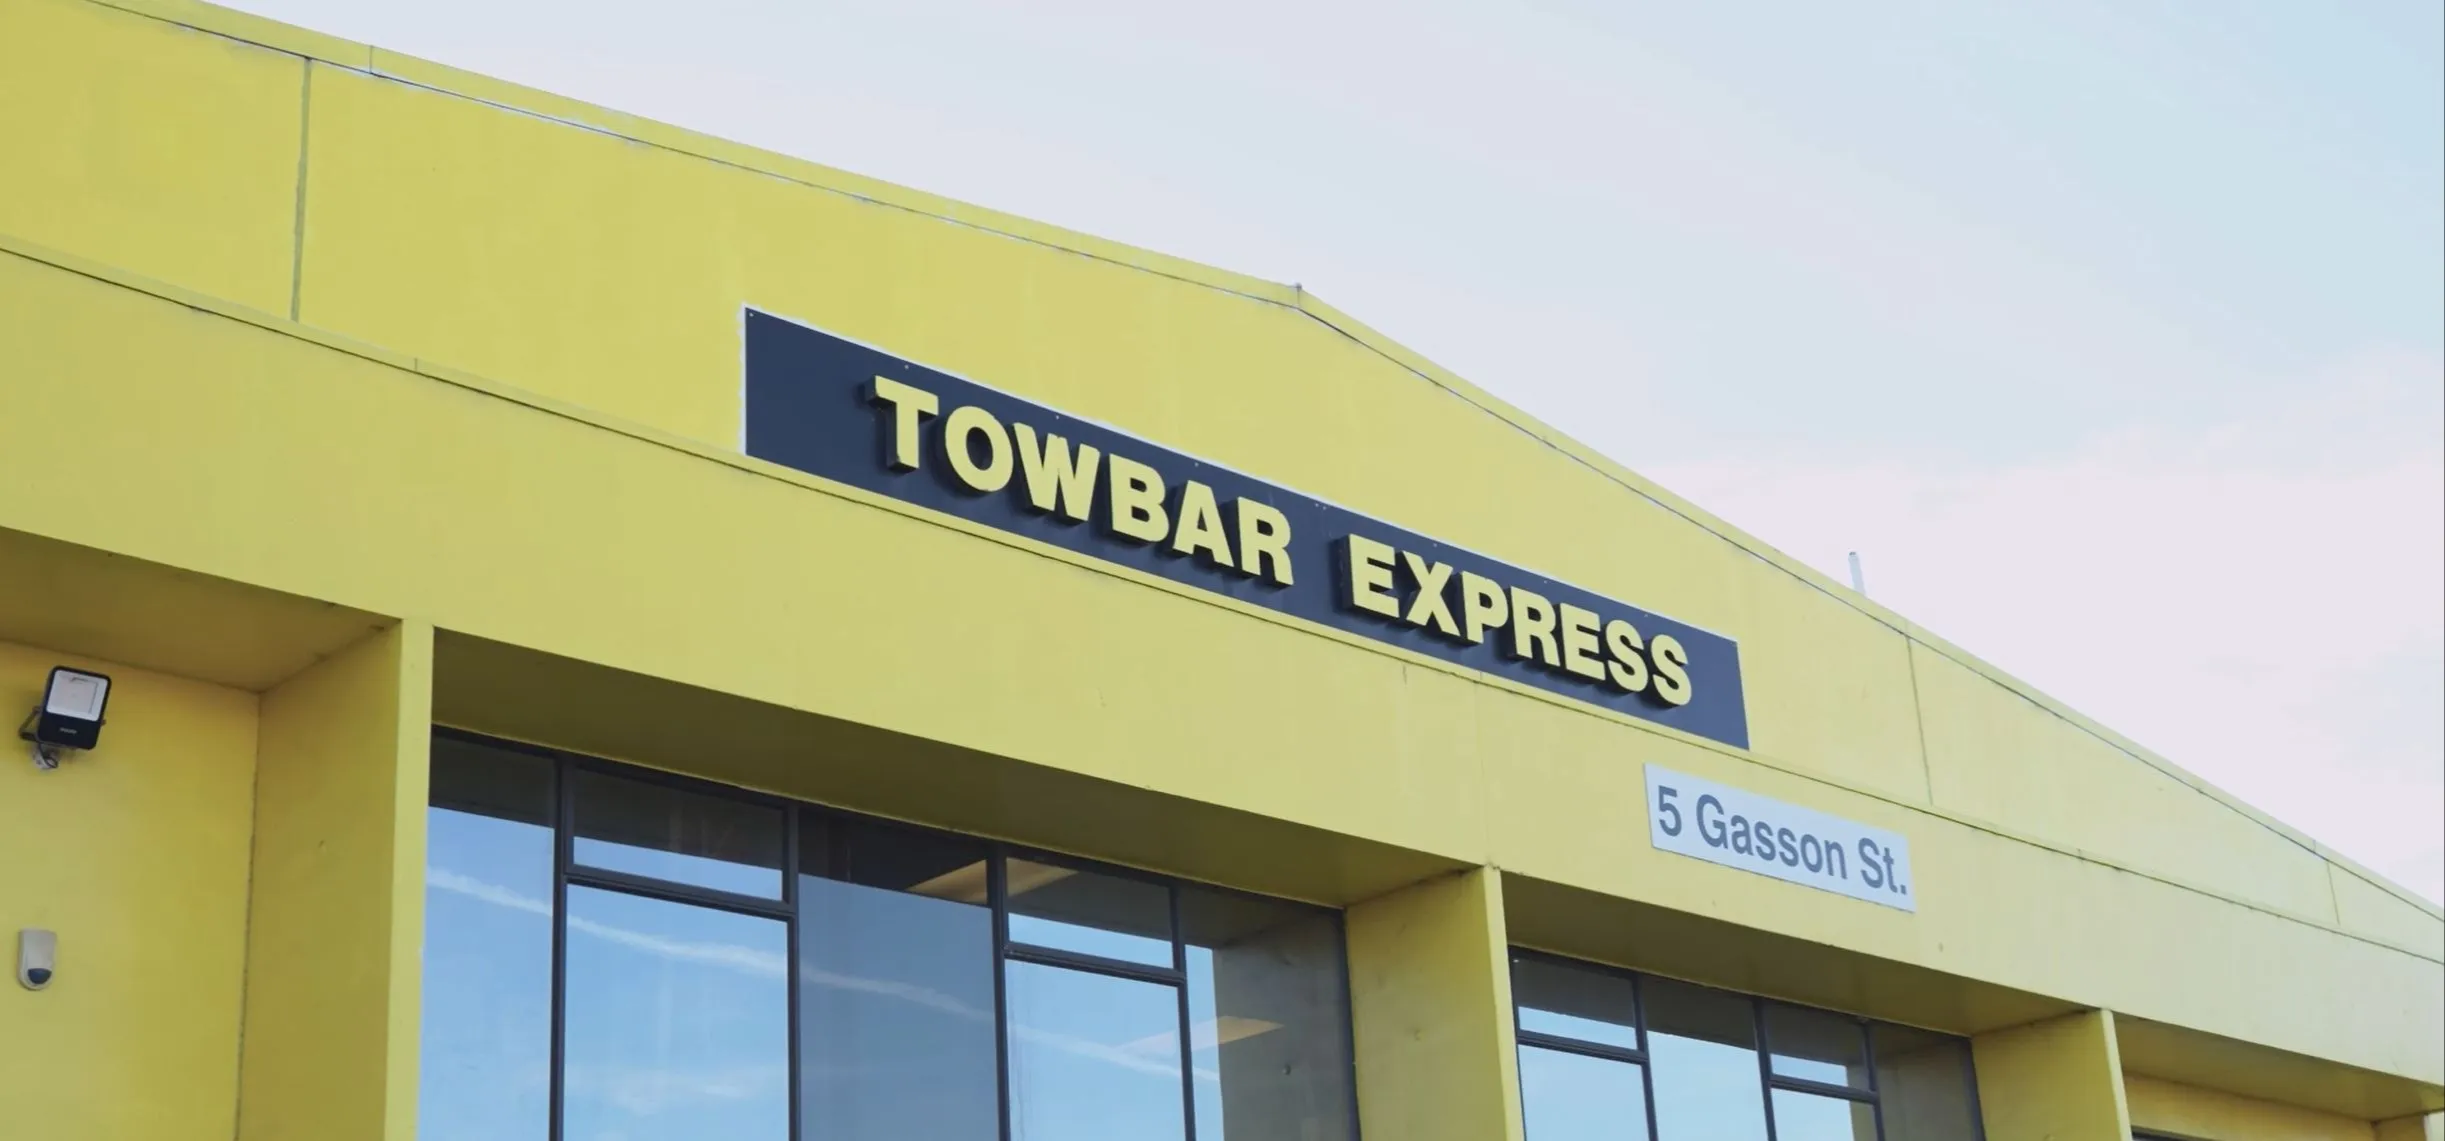 TOWBAR EXPRESS
5 Gasson St.